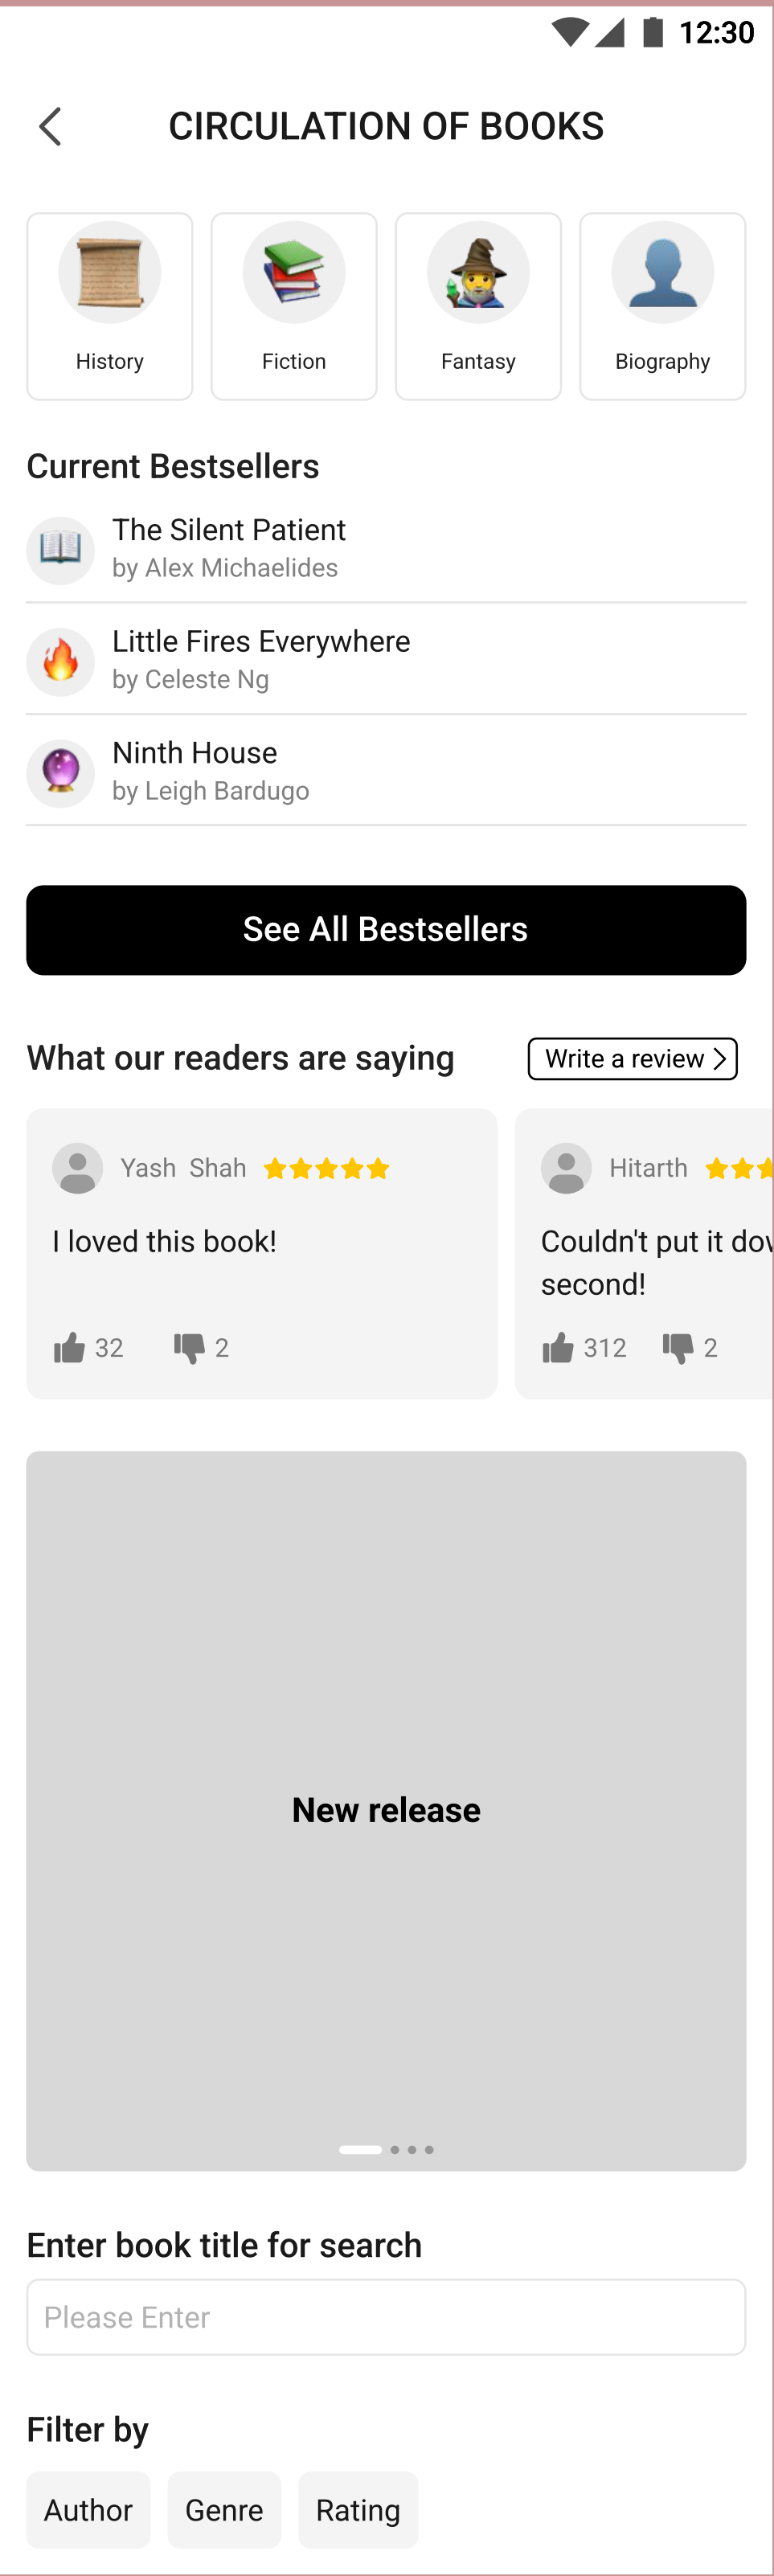 12:30
CIRCULATION OF BOOKS
History
Fiction
Fantasy
Biography
Current Bestsellers
The Silent Patient
by Alex Michaelides
Little Fires Everywhere
by Celeste Ng
Ninth House
by Leigh Bardugo
See All Bestsellers
What our readers are saying
Write a review
Yash Shah
I loved this book!
32
2
Hitarth
Couldn't put it
second!
312
2
New release
Enter book title for search
Please Enter
Filter by
Author
Genre
Rating